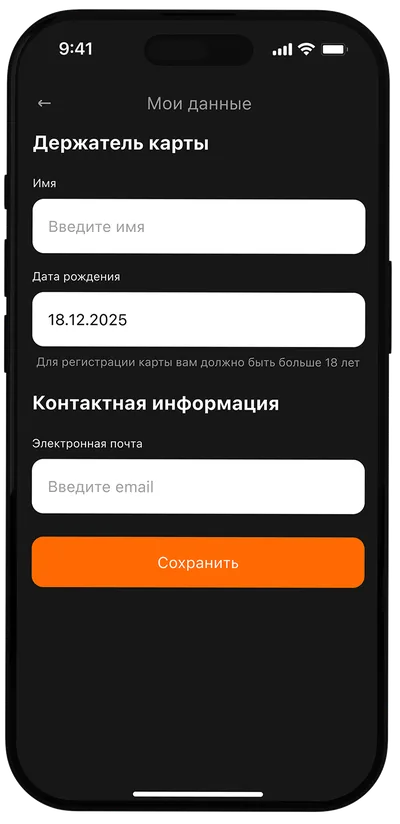 9:41
← Мои данные
Держатель карты
Имя
Введите имя
Дата рождения
18.12.2025
Для регистрации карты вам должно быть больше 18 лет
Контактная информация
Электронная почта
Введите email
Сохранить